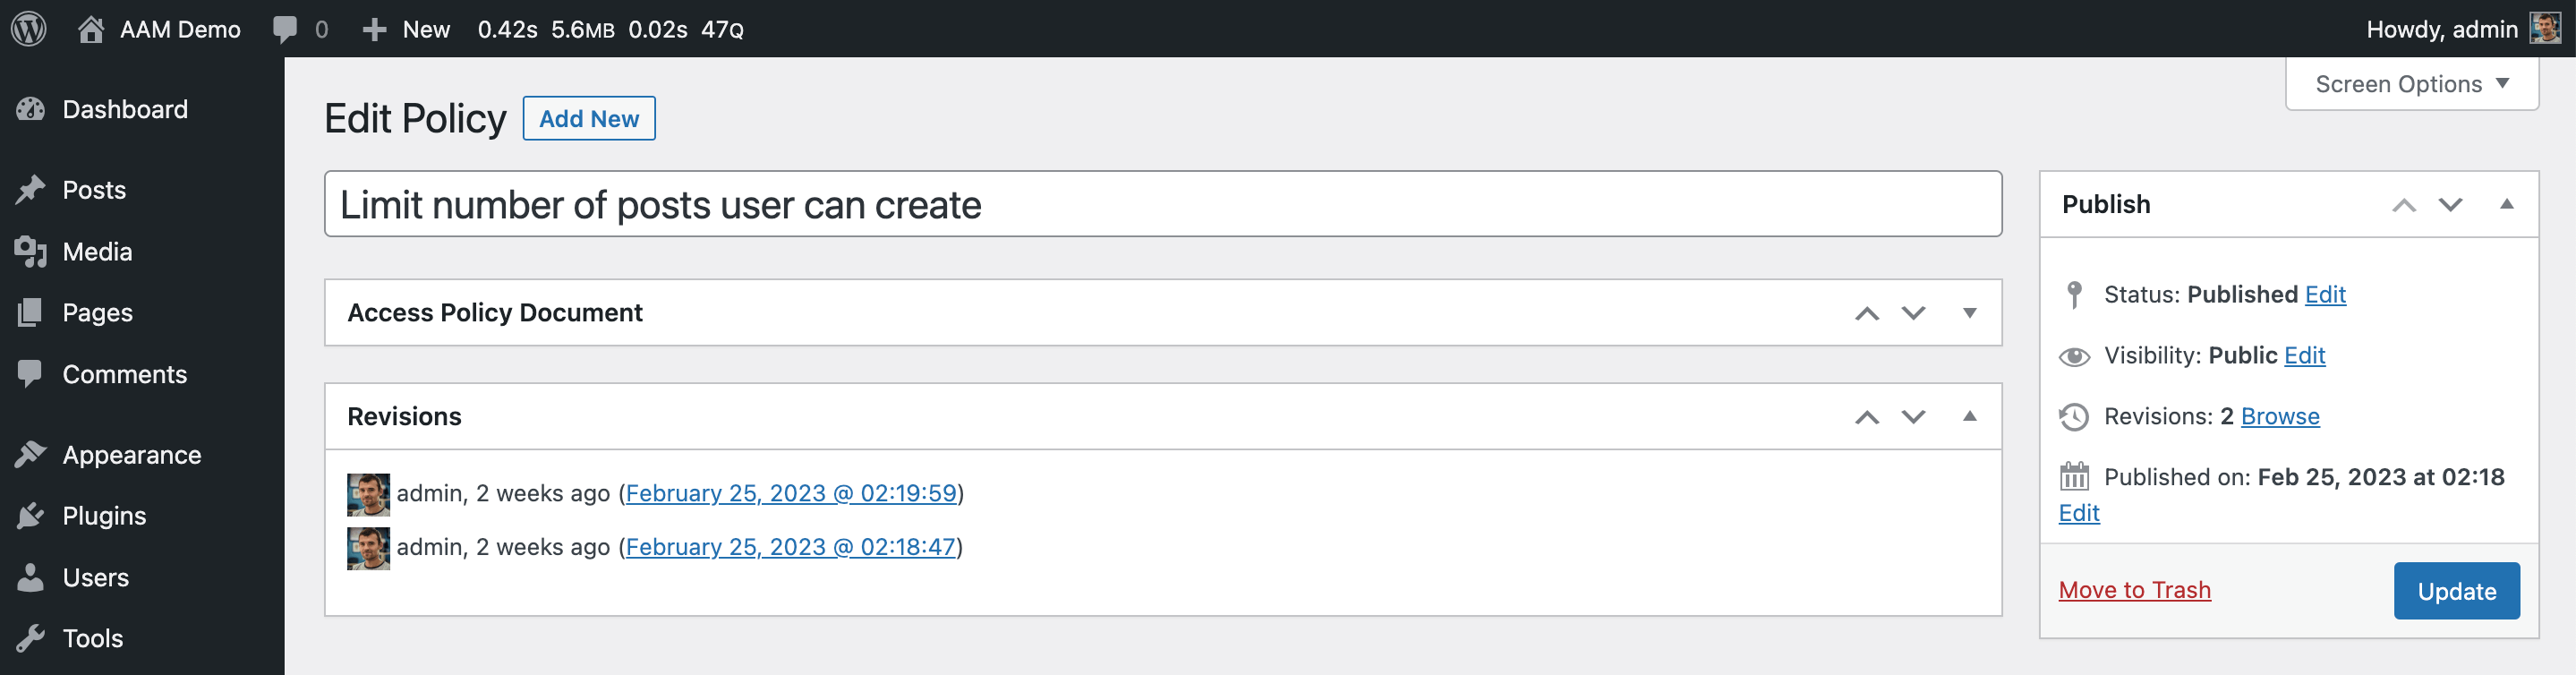 AAM Demo 0 New 0.42s 5.6MB 0.02s 47Q Howdy, admin
Screen Options
Dashboard
Posts
Media
Pages
Comments
Appearance
Plugins
Users
Tools
Edit Policy Add New
Limit number of posts user can create
Access Policy Document
Revisions
admin, 2 weeks ago (February 25, 2023 @ 02:19:59)
admin, 2 weeks ago (February 25, 2023 @ 02:18:47)
Publish
Status: Published Edit
Visibility: Public Edit
Revisions: 2 Browse
Published on: Feb 25, 2023 at 02:18
Edit
Move to Trash Update